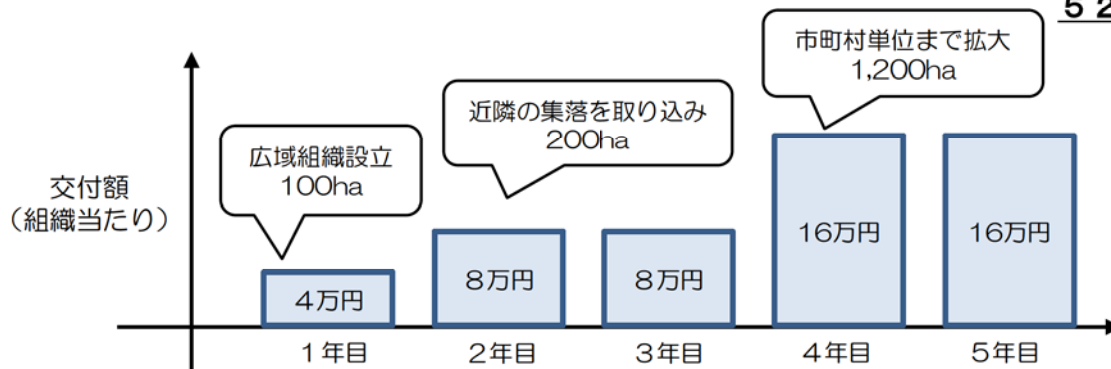 52
市町村単位まで拡大
1,200ha
近隣の集落を取り込み
200ha
広域組織設立
100ha
交付額
（組織当たり）
4万円
8万円
8万円
16万円
16万円
1年目
2年目
3年目
4年目
5年目